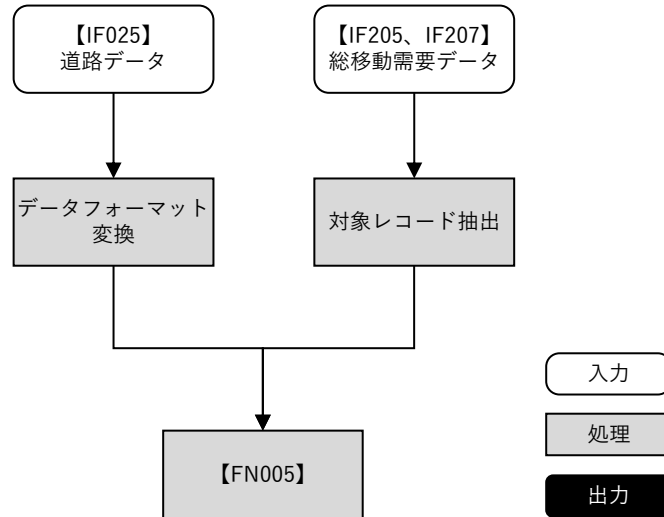 【IF025】
道路データ
【IF205、IF207】
総移動需要データ
データフォーマット
変換
対象レコード抽出
【FN005】
入力
処理
出力